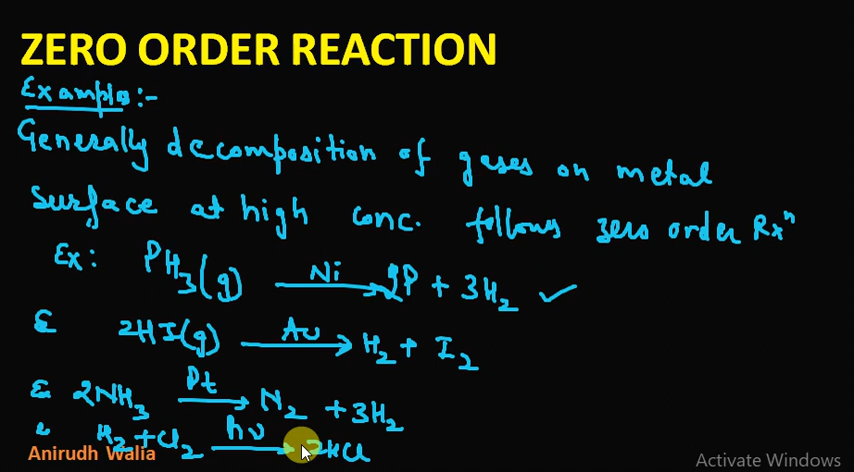 ZERO ORDER REACTION
Examples:-
Generally decomposition of gases on metal
Surface at high conc. follows zero order Rxⁿ
Ex: PH₃(g) —Ni→ 2P + 3H₂ ✓
& 2HI(g) —Au→ H₂ + I₂
& 2NH₃ —Pt→ N₂ + 3H₂
& H₂ + Cl₂ —hν→ 2HCl
Anirudh Walia
Activate Windows